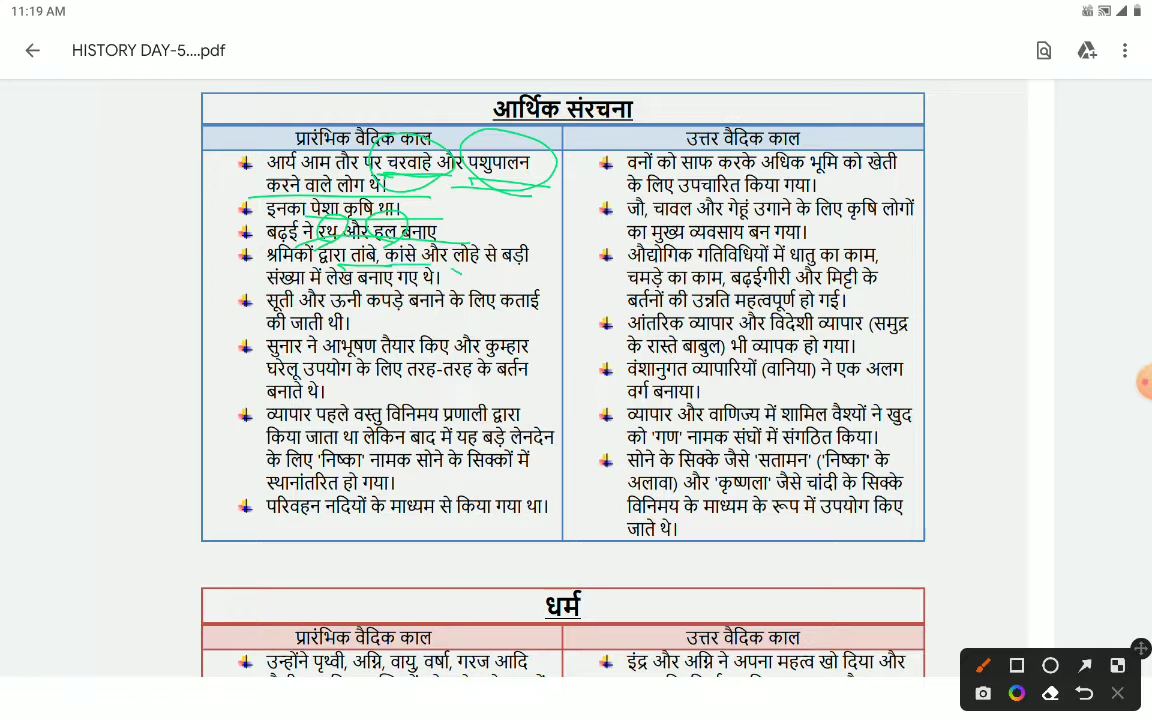 11:19 AM
HISTORY DAY-5....pdf
आर्थिक संरचना
प्रारंभिक वैदिक काल
आर्य आम तौर पर चरवाहे और पशुपालन
करने वाले लोग थे।
इनका पेशा कृषि था।
बढ़ई ने रथ और हल बनाए
श्रमिकों द्वारा तांबे, कांसे और लोहे से बड़ी
संख्या में लेख बनाए गए थे।
सूती और ऊनी कपड़े बनाने के लिए कताई
की जाती थी।
सुनार ने आभूषण तैयार किए और कुम्हार
घरेलू उपयोग के लिए तरह-तरह के बर्तन
बनाते थे।
व्यापार पहले वस्तु विनिमय प्रणाली द्वारा
किया जाता था लेकिन बाद में यह बड़े लेनदेन
के लिए 'निष्का' नामक सोने के सिक्कों में
स्थानांतरित हो गया।
परिवहन नदियों के माध्यम से किया गया था।
उत्तर वैदिक काल
वनों को साफ करके अधिक भूमि को खेती
के लिए उपचारित किया गया।
जौ, चावल और गेहूं उगाने के लिए कृषि लोगों
का मुख्य व्यवसाय बन गया।
औद्योगिक गतिविधियों में धातु का काम,
चमड़े का काम, बढ़ईगीरी और मिट्टी के
बर्तनों की उन्नति महत्वपूर्ण हो गई।
आंतरिक व्यापार और विदेशी व्यापार (समुद्र
के रास्ते बाबुल) भी व्यापक हो गया।
वंशानुगत व्यापारियों (वानिया) ने एक अलग
वर्ग बनाया।
व्यापार और वाणिज्य में शामिल वैश्यों ने खुद
को 'गण' नामक संघों में संगठित किया।
सोने के सिक्के जैसे 'सतामन' ('निष्का' के
अलावा) और 'कृष्णला' जैसे चांदी के सिक्के
विनिमय के माध्यम के रूप में उपयोग किए
जाते थे।
धर्म
प्रारंभिक वैदिक काल
उन्होंने पृथ्वी, अग्नि, वायु, वर्षा, गरज आदि
उत्तर वैदिक काल
इंद्र और अग्नि ने अपना महत्व खो दिया और